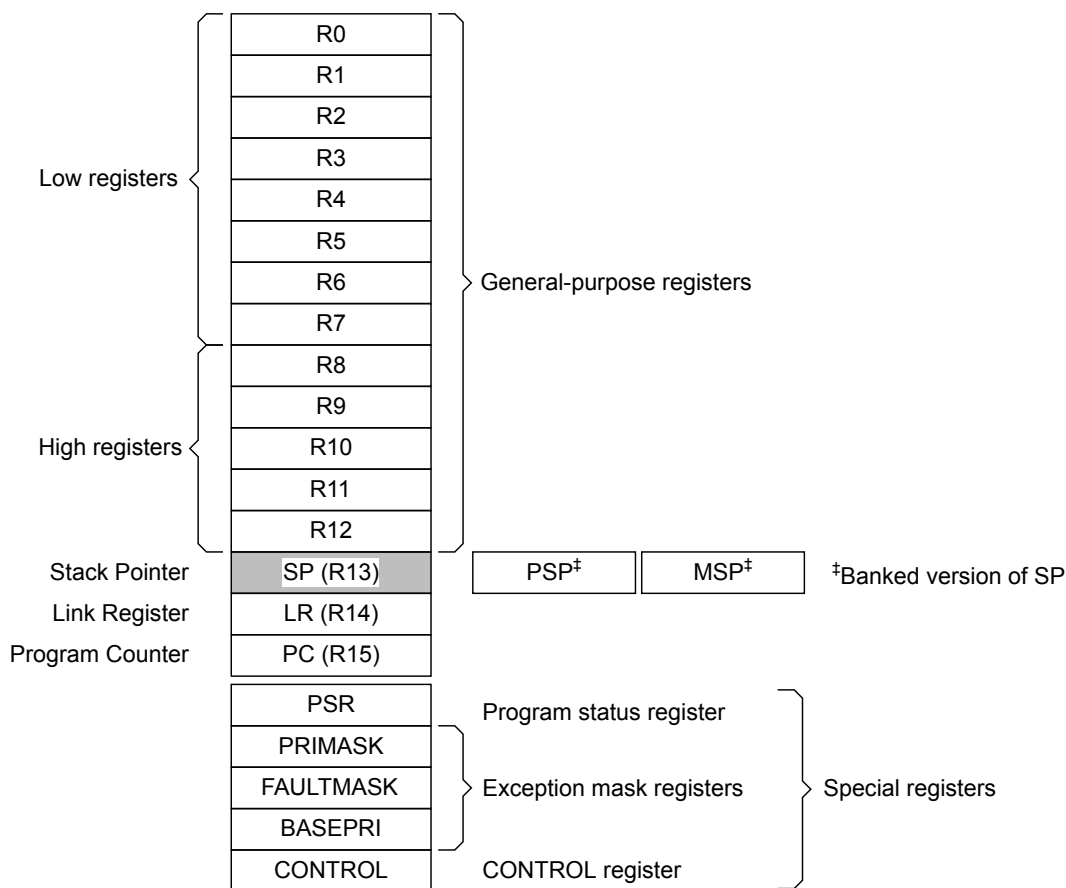 R0
R1
R2
Low registers
R3
R4
R5
R6
General-purpose registers
R7
R8
R9
High registers
R10
R11
R12
Stack Pointer
SP (R13)
PSP‡
MSP‡
‡Banked version of SP
Link Register
LR (R14)
Program Counter
PC (R15)
PSR
Program status register
PRIMASK
FAULTMASK
Exception mask registers
Special registers
BASEPRI
CONTROL
CONTROL register